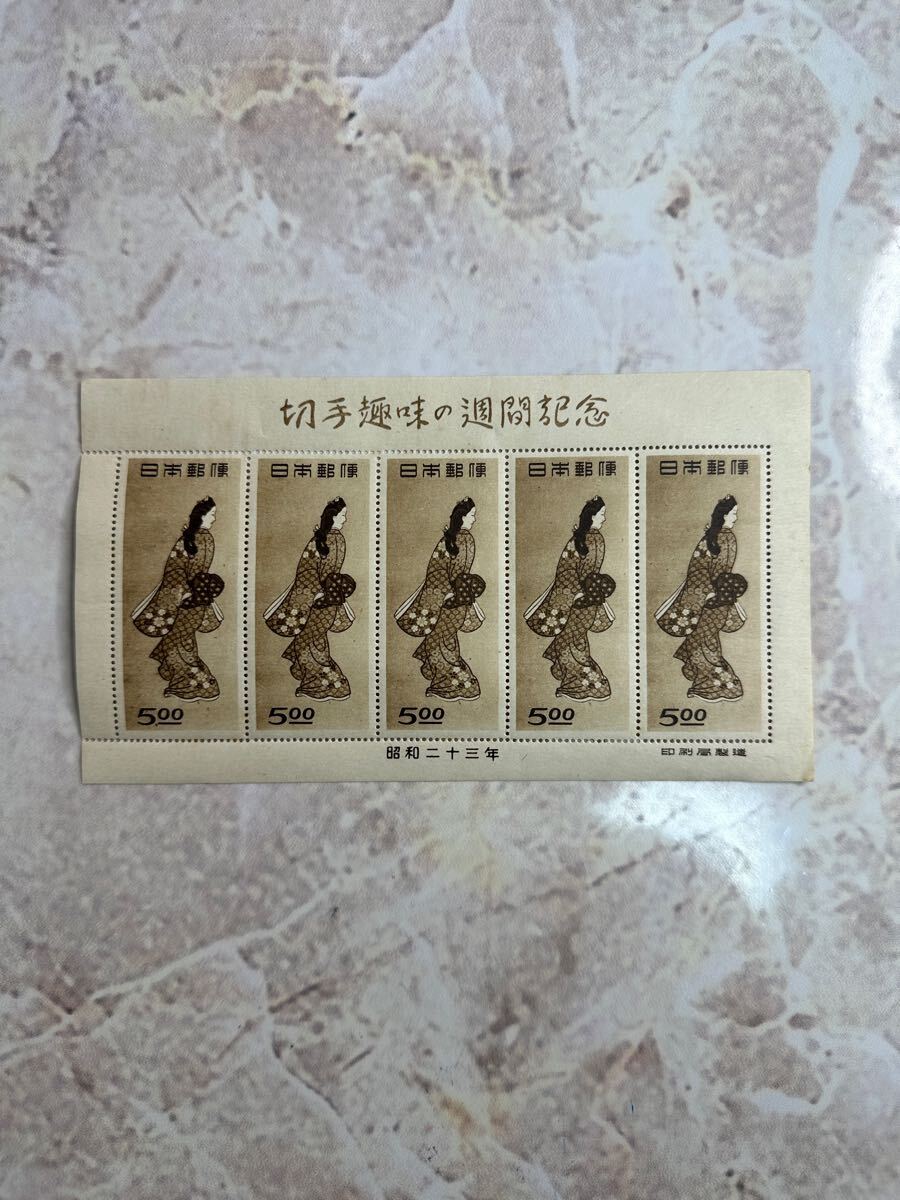 切手趣味の週間記念
日本郵便 日本郵便 日本郵便 日本郵便 日本郵便
5.00 5.00 5.00 5.00 5.00
昭和二十三年
印刷局製造